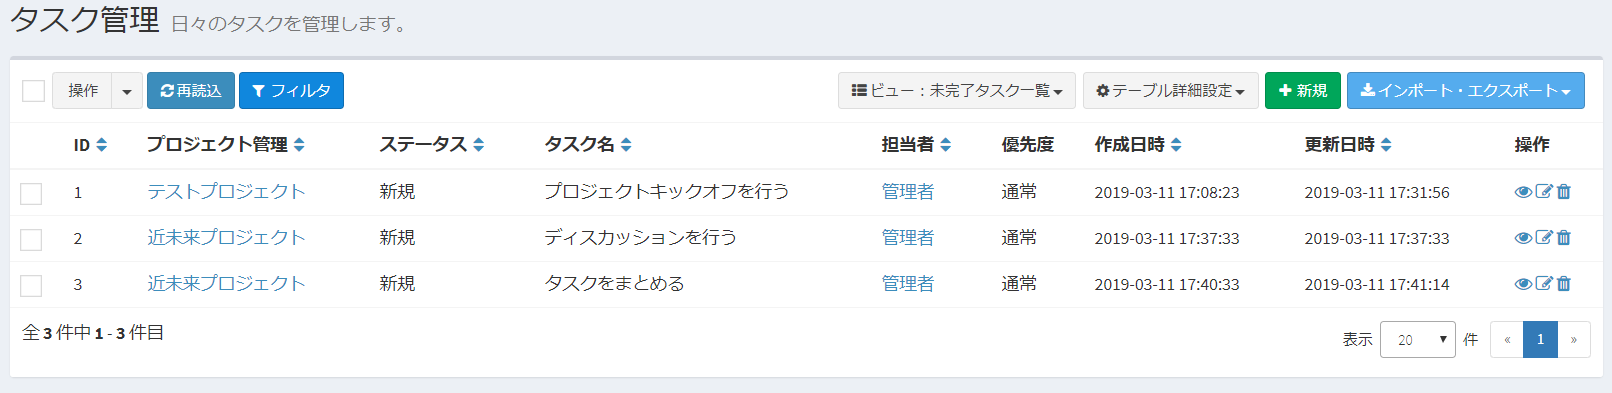 タスク管理 日々のタスクを管理します。
操作 再読込 フィルタ ビュー：未完了タスク一覧 テーブル詳細設定 新規 インポート・エクスポート
ID プロジェクト管理 ステータス タスク名 担当者 優先度 作成日時 更新日時 操作
1 テストプロジェクト 新規 プロジェクトキックオフを行う 管理者 通常 2019-03-11 17:08:23 2019-03-11 17:31:56
2 近未来プロジェクト 新規 ディスカッションを行う 管理者 通常 2019-03-11 17:37:33 2019-03-11 17:37:33
3 近未来プロジェクト 新規 タスクをまとめる 管理者 通常 2019-03-11 17:40:33 2019-03-11 17:41:14
全 3 件中 1 - 3 件目
表示 20 件 « 1 »